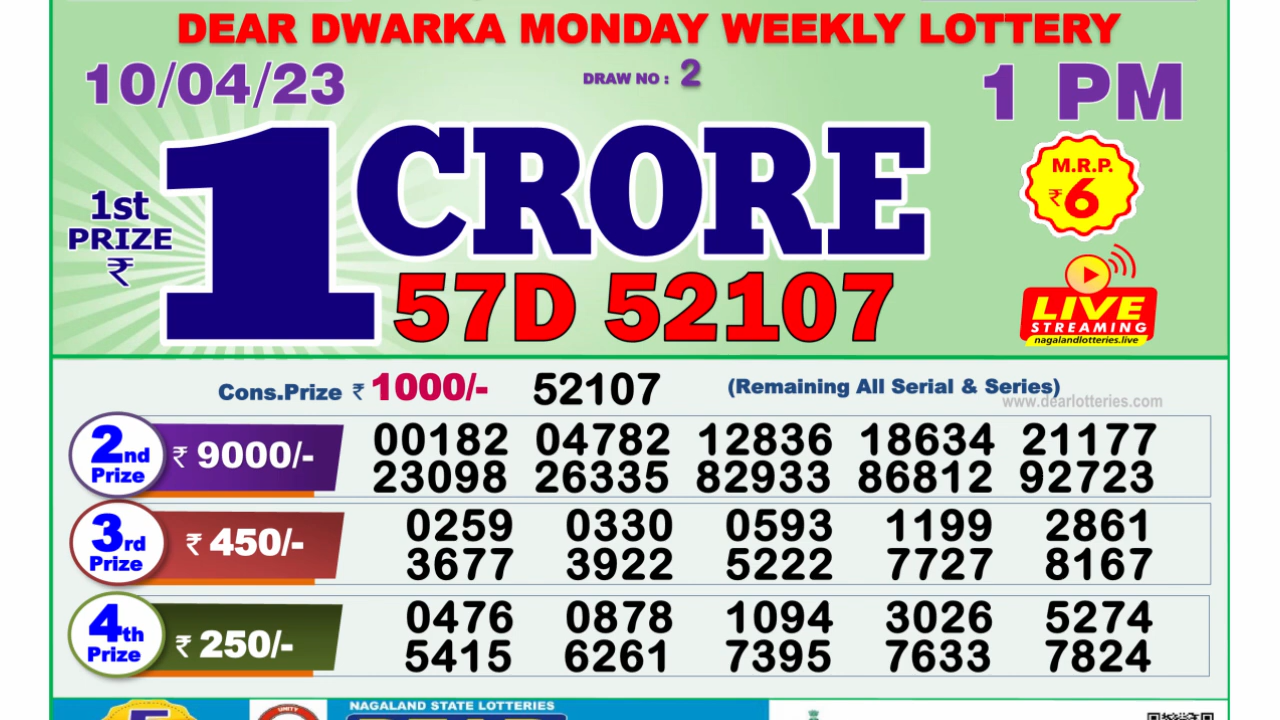 DEAR DWARKA MONDAY WEEKLY LOTTERY
10/04/23
DRAW NO : 2
1 PM
1st
PRIZE
₹
1 CRORE
57D 52107
M.R.P.
₹6
LIVE
STREAMING
nagalandlotteries.live
Cons.Prize ₹ 1000/- 52107 (Remaining All Serial & Series)
www.dearlotteries.com
2nd Prize ₹ 9000/-
00182 04782 12836 18634 21177
23098 26335 82933 86812 92723
3rd Prize ₹ 450/-
0259 0330 0593 1199 2861
3677 3922 5222 7727 8167
4th Prize ₹ 250/-
0476 0878 1094 3026 5274
5415 6261 7395 7633 7824
UNITY
NAGALAND STATE LOTTERIES